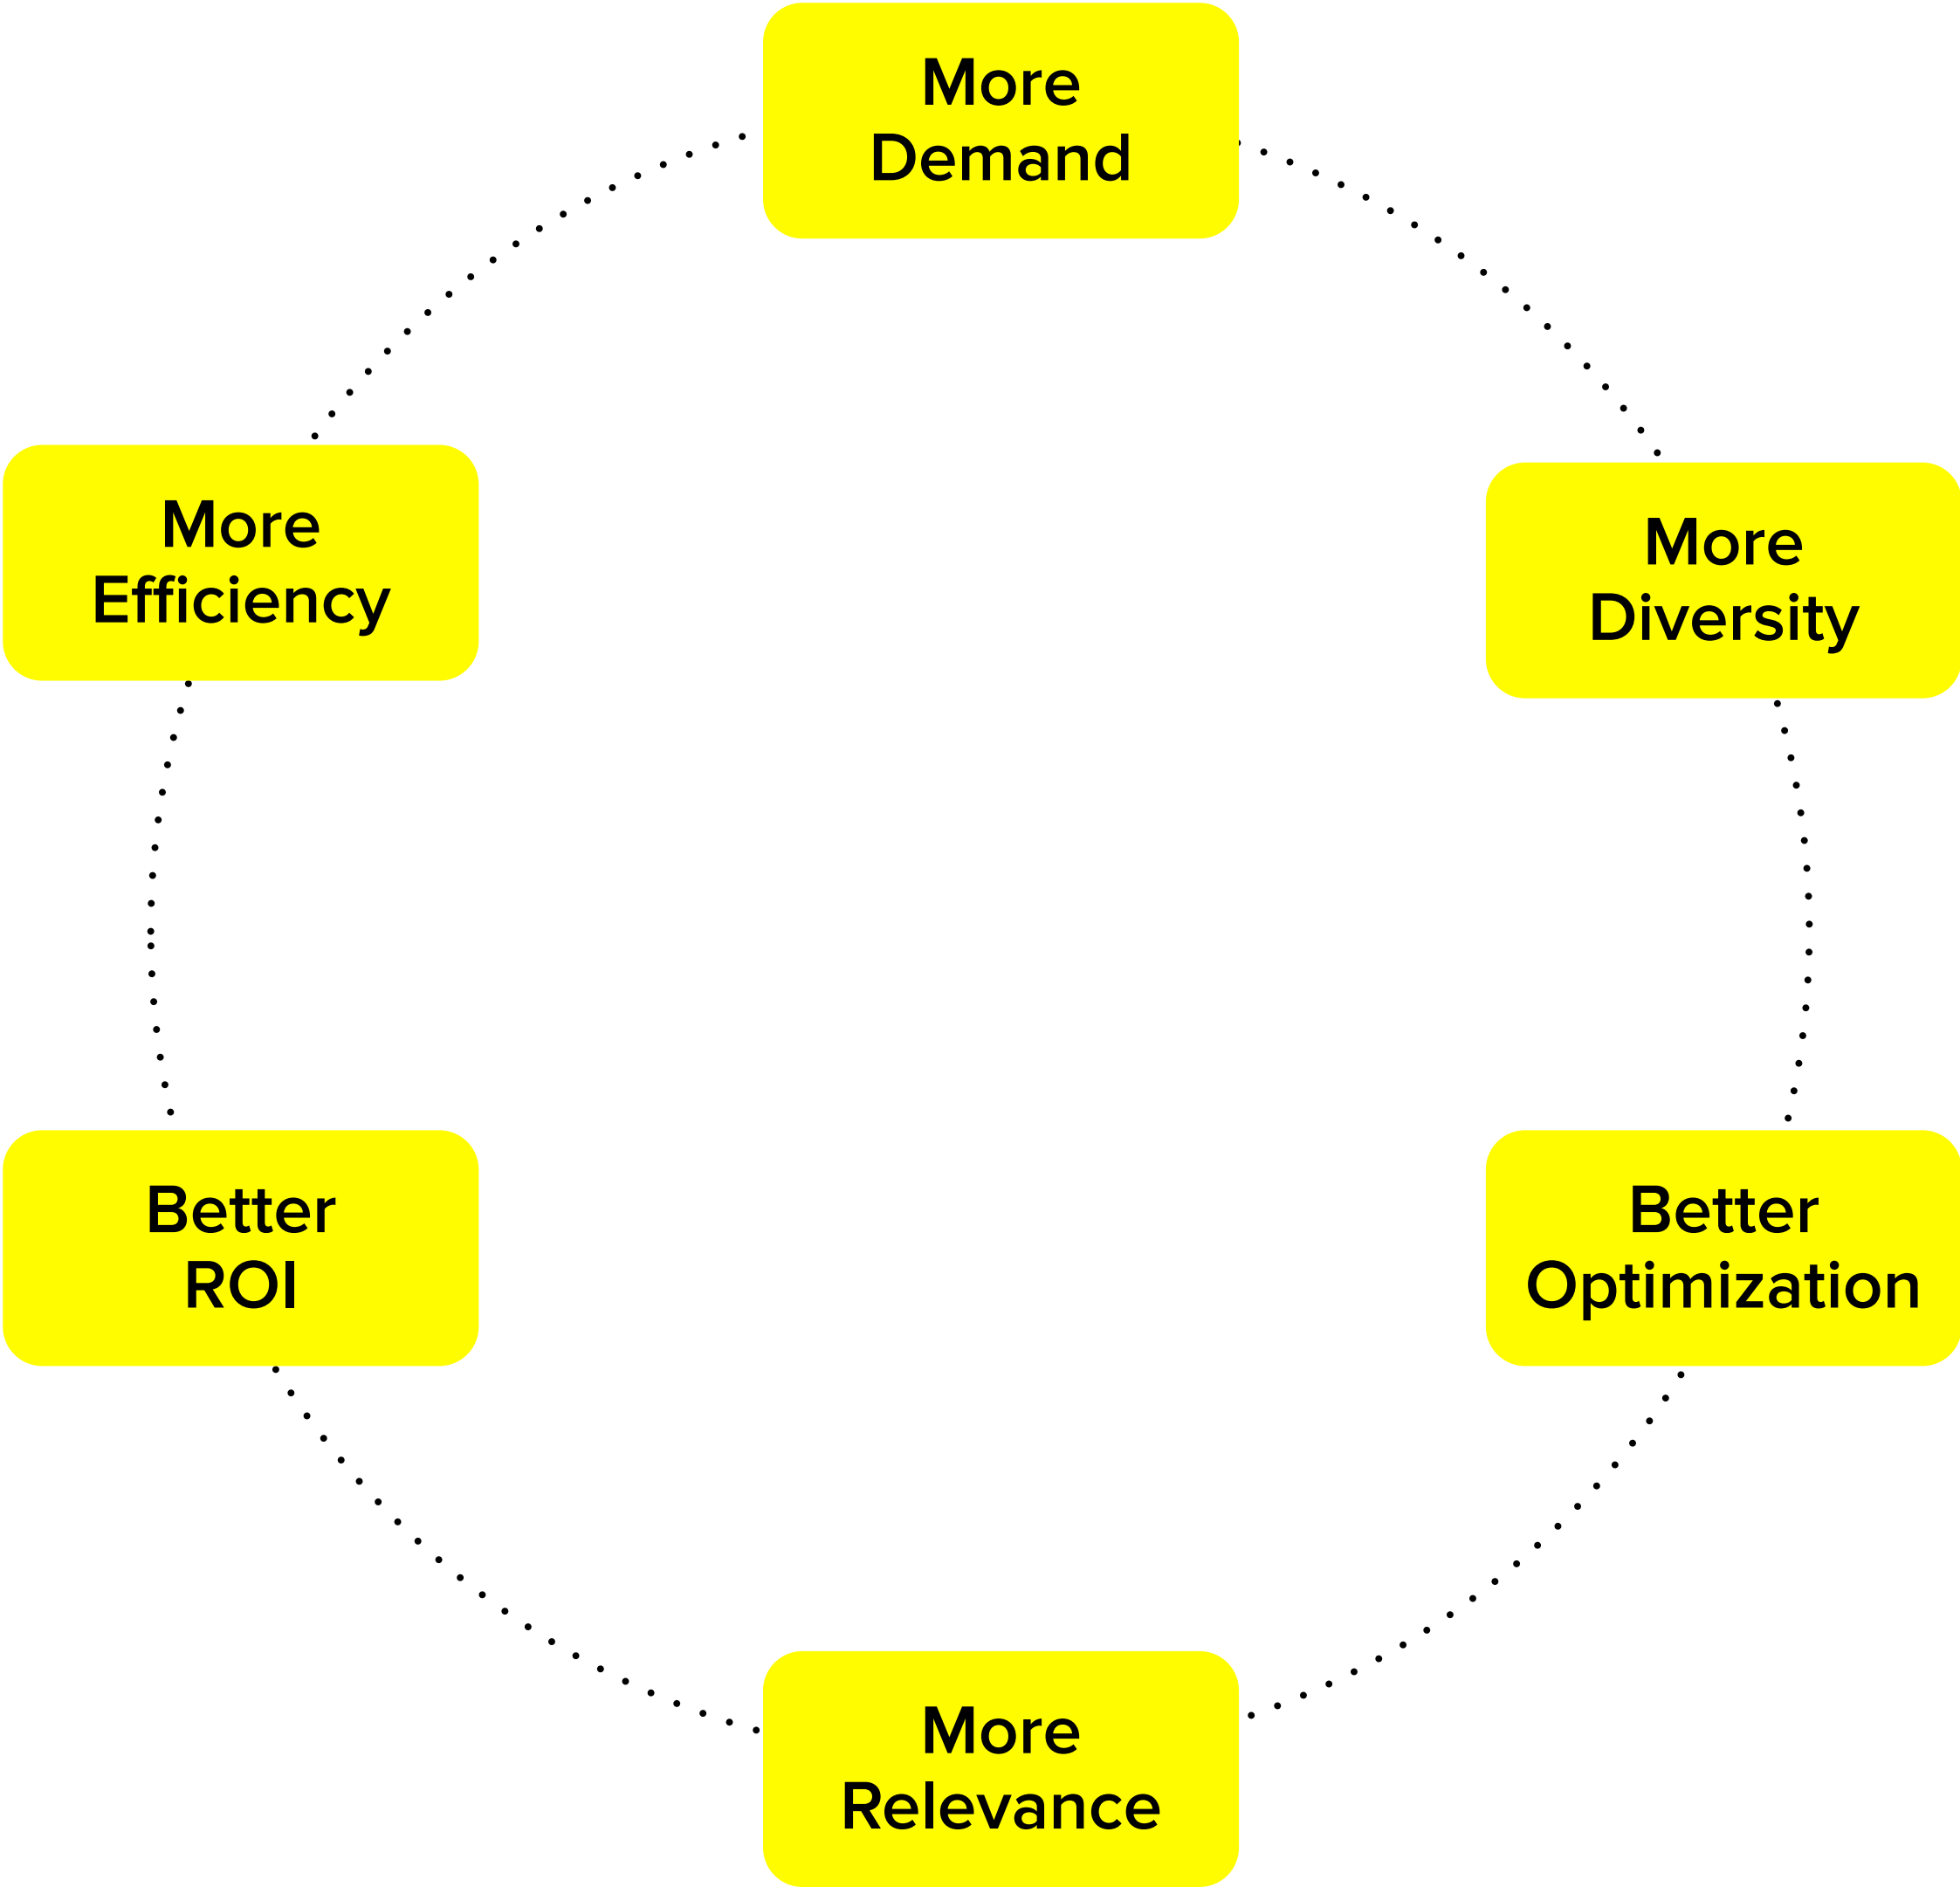 More
Demand
More
Efficiency
More
Diversity
Better
ROI
Better
Optimization
More
Relevance